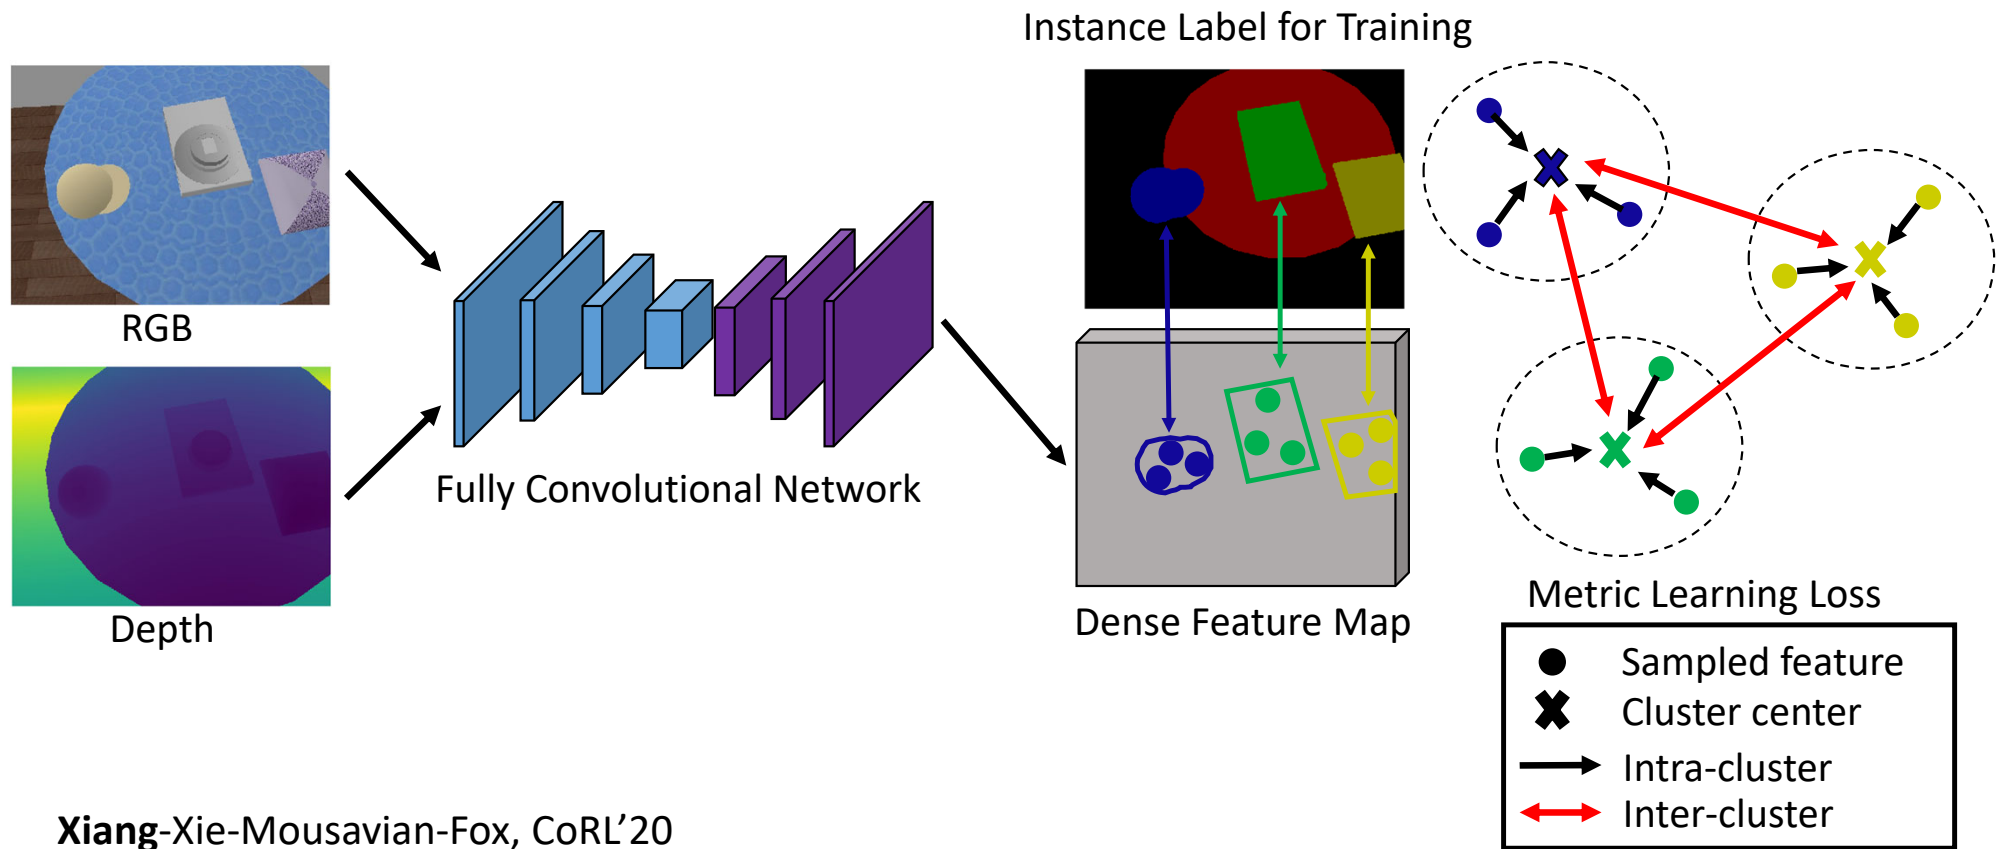 Instance Label for Training
RGB
Depth
Fully Convolutional Network
Dense Feature Map
Metric Learning Loss
Sampled feature
Cluster center
Intra-cluster
Inter-cluster
Xiang-Xie-Mousavian-Fox, CoRL’20